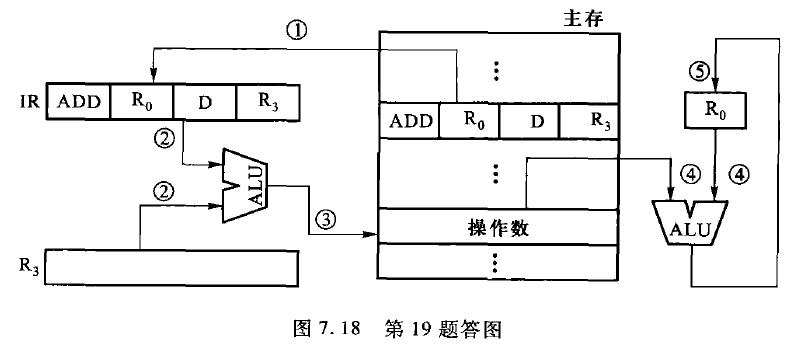 主存
①
⋮
⑤
IR ADD R₀ D R₃
ADD R₀ D R₃
R₀
②
ALU
⋮
④ ④
②
③
操作数
ALU
R₃
⋮
图 7.18 第 19 题答图